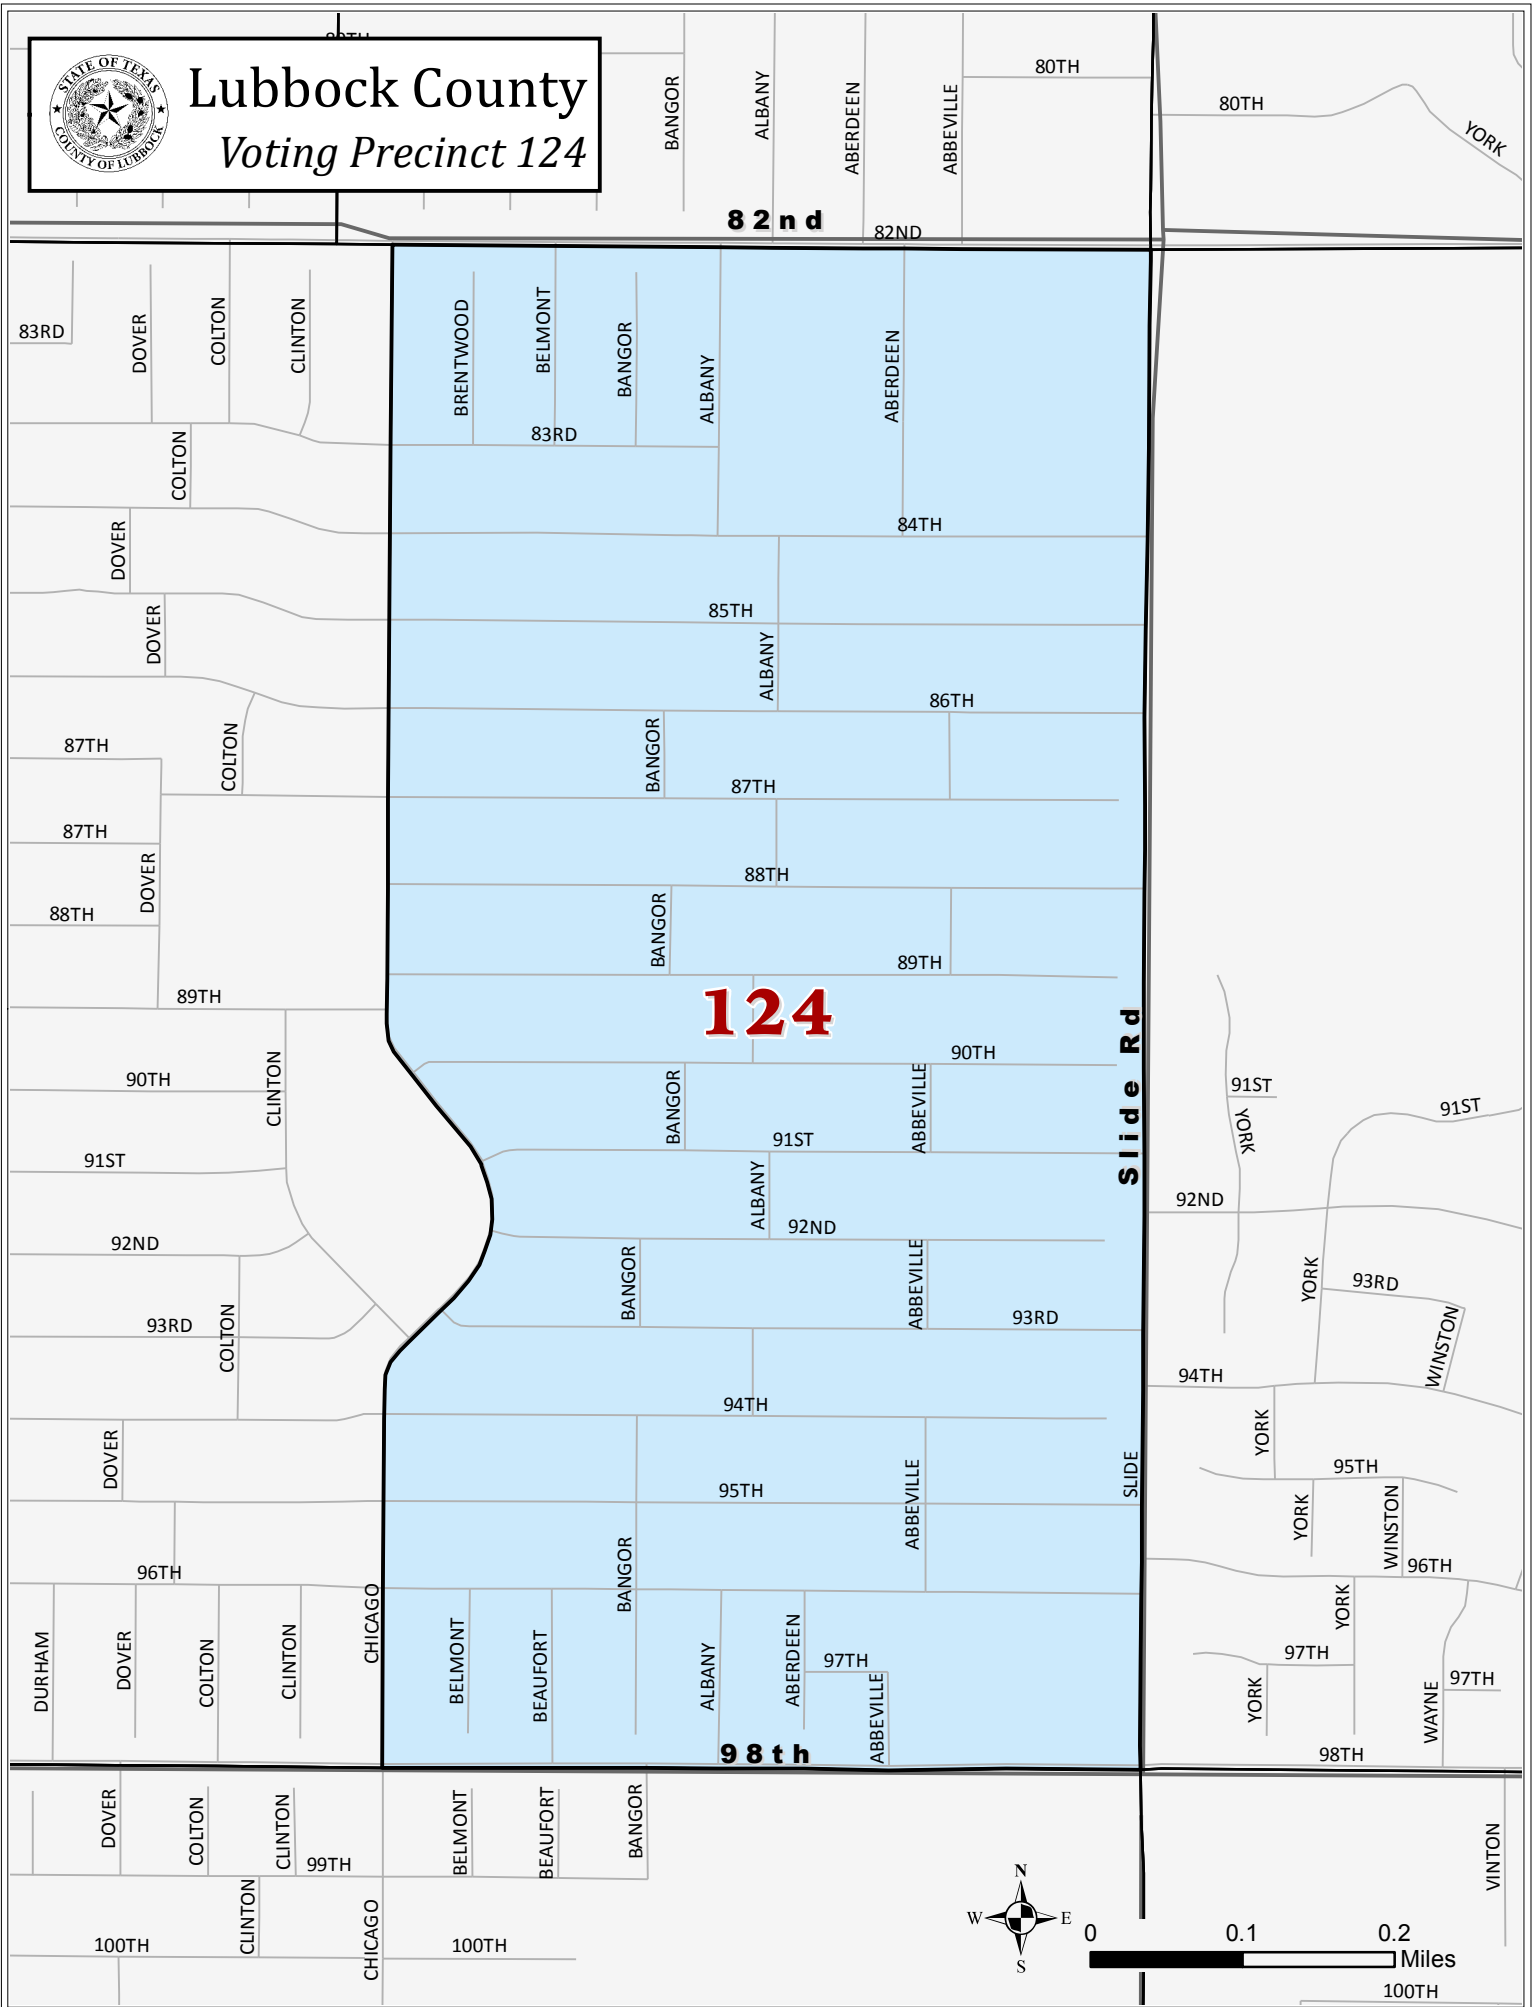 80TH
STATE OF TEXAS
COUNTY OF LUBBOCK
Lubbock County
Voting Precinct 124
BANGOR
ALBANY
ABERDEEN
ABBEVILLE
80TH
80TH
YORK
82nd
82ND
83RD
DOVER
COLTON
CLINTON
BRENTWOOD
BELMONT
BANGOR
ALBANY
ABERDEEN
83RD
COLTON
84TH
DOVER
85TH
DOVER
ALBANY
86TH
87TH
COLTON
BANGOR
87TH
87TH
DOVER
88TH
88TH
BANGOR
89TH
89TH
124
Slide Rd
90TH
90TH
CLINTON
BANGOR
ABBEVILLE
91ST
YORK
91ST
91ST
91ST
ALBANY
92ND
92ND
92ND
BANGOR
ABBEVILLE
YORK
93RD
93RD
COLTON
93RD
WINSTON
94TH
94TH
DOVER
YORK
95TH
ABBEVILLE
SLIDE
95TH
YORK
WINSTON
96TH
BANGOR
96TH
CHICAGO
YORK
DURHAM
DOVER
COLTON
CLINTON
BELMONT
BEAUFORT
ALBANY
ABERDEEN
97TH
ABBEVILLE
97TH
YORK
WAYNE
97TH
98th
98TH
DOVER
COLTON
CLINTON
99TH
BELMONT
BEAUFORT
BANGOR
VINTON
CLINTON
CHICAGO
100TH
100TH
N
W
E
S
0
0.1
0.2
Miles
100TH